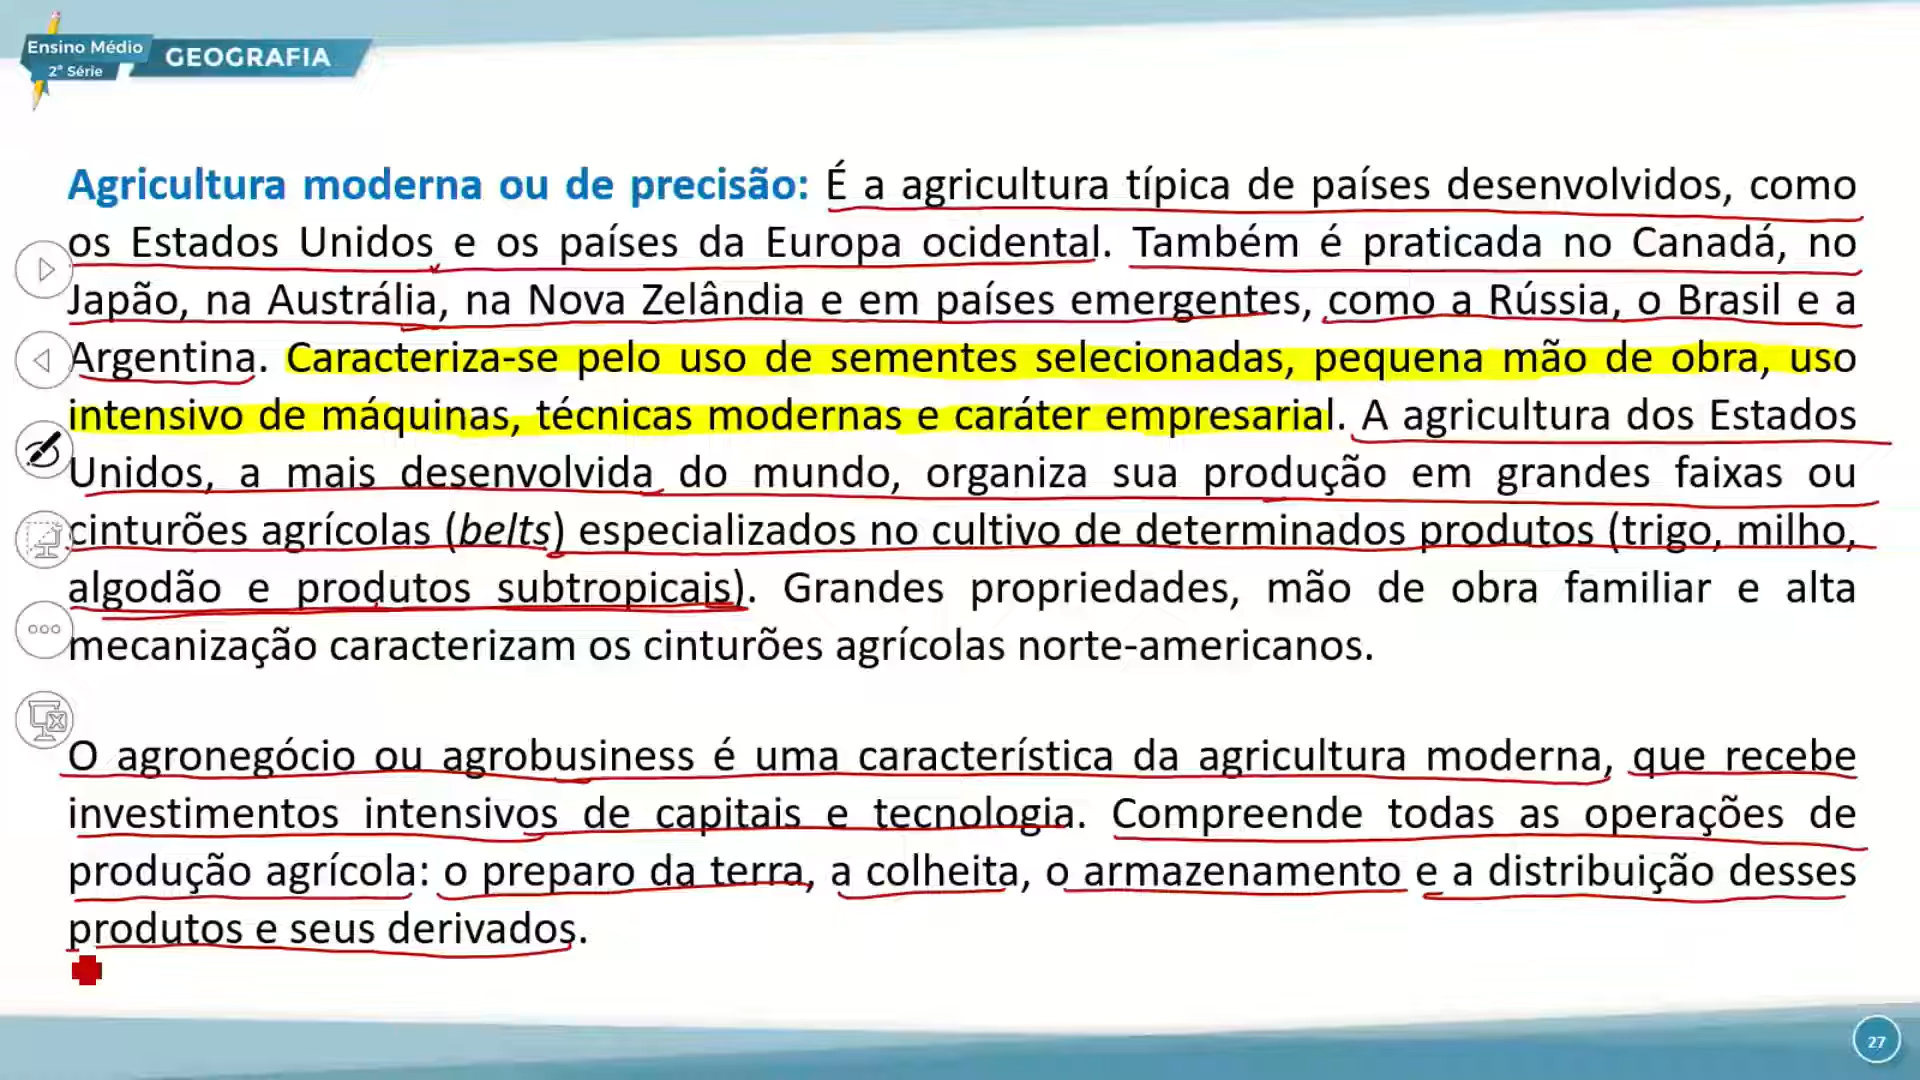 Ensino Médio
2ª Série
GEOGRAFIA
Agricultura moderna ou de precisão: É a agricultura típica de países desenvolvidos, como
os Estados Unidos e os países da Europa ocidental. Também é praticada no Canadá, no
Japão, na Austrália, na Nova Zelândia e em países emergentes, como a Rússia, o Brasil e a
Argentina. Caracteriza-se pelo uso de sementes selecionadas, pequena mão de obra, uso
intensivo de máquinas, técnicas modernas e caráter empresarial. A agricultura dos Estados
Unidos, a mais desenvolvida do mundo, organiza sua produção em grandes faixas ou
cinturões agrícolas (belts) especializados no cultivo de determinados produtos (trigo, milho,
algodão e produtos subtropicais). Grandes propriedades, mão de obra familiar e alta
mecanização caracterizam os cinturões agrícolas norte-americanos.
O agronegócio ou agrobusiness é uma característica da agricultura moderna, que recebe
investimentos intensivos de capitais e tecnologia. Compreende todas as operações de
produção agrícola: o preparo da terra, a colheita, o armazenamento e a distribuição desses
produtos e seus derivados.
27